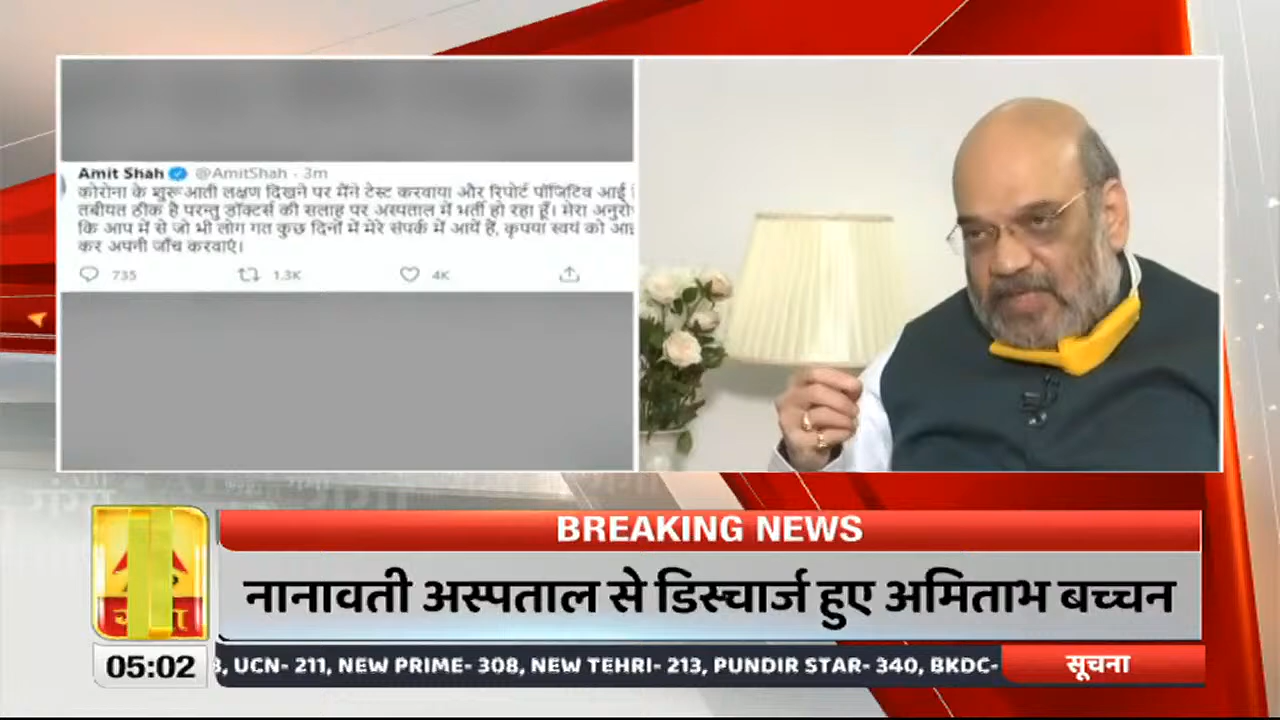 Amit Shah @AmitShah · 3m
कोरोना के शुरूआती लक्षण दिखने पर मैंने टेस्ट करवाया और रिपोर्ट पॉजिटिव आई
तबीयत ठीक है परन्तु डॉक्टर्स की सलाह पर अस्पताल में भर्ती हो रहा हूँ। मेरा अनुरो
कि आप में से जो भी लोग गत कुछ दिनों में मेरे संपर्क में आयें हैं, कृपया स्वयं को आइ
कर अपनी जाँच करवाएं।
735 1.3K 4K
BREAKING NEWS
नानावती अस्पताल से डिस्चार्ज हुए अमिताभ बच्चन
05:02 3, UCN- 211, NEW PRIME- 308, NEW TEHRI- 213, PUNDIR STAR- 340, BKDC- सूचना